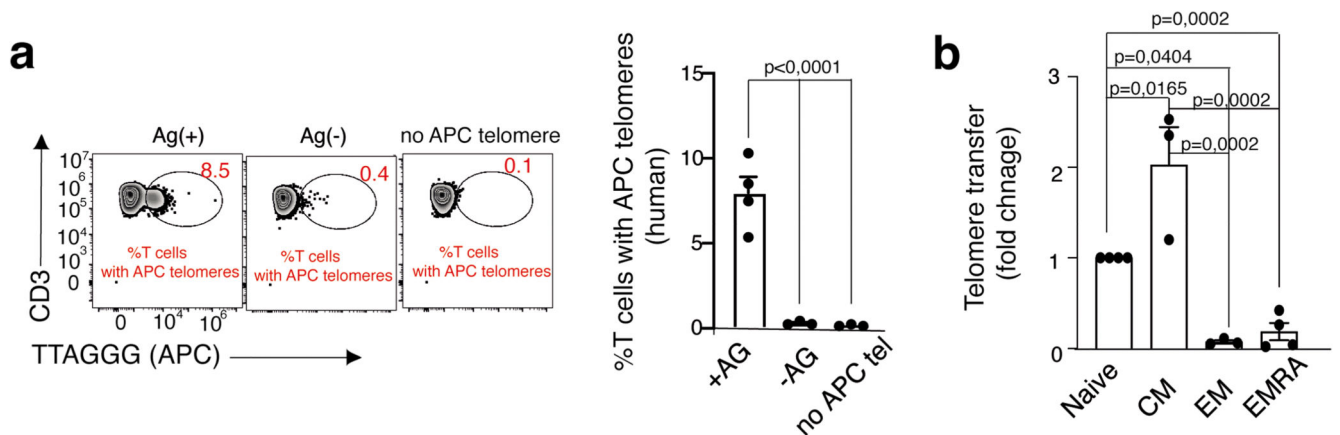 a
Ag(+)
Ag(-)
no APC telomere
CD3
10⁷
10⁶
10⁵
10⁴
10³
0
8.5
0.4
0.1
%T cells
with APC telomeres
%T cells
with APC telomeres
%T cells
with APC telomeres
0 10⁴ 10⁶
TTAGGG (APC)
%T cells with APC telomeres
(human)
15
10
5
0
p<0,0001
+AG
-AG
no APC tel
b
Telomere transfer
(fold chnage)
3
2
1
0
p=0,0002
p=0,0404
p=0,0165
p=0,0002
p=0,0002
Naive
CM
EM
EMRA